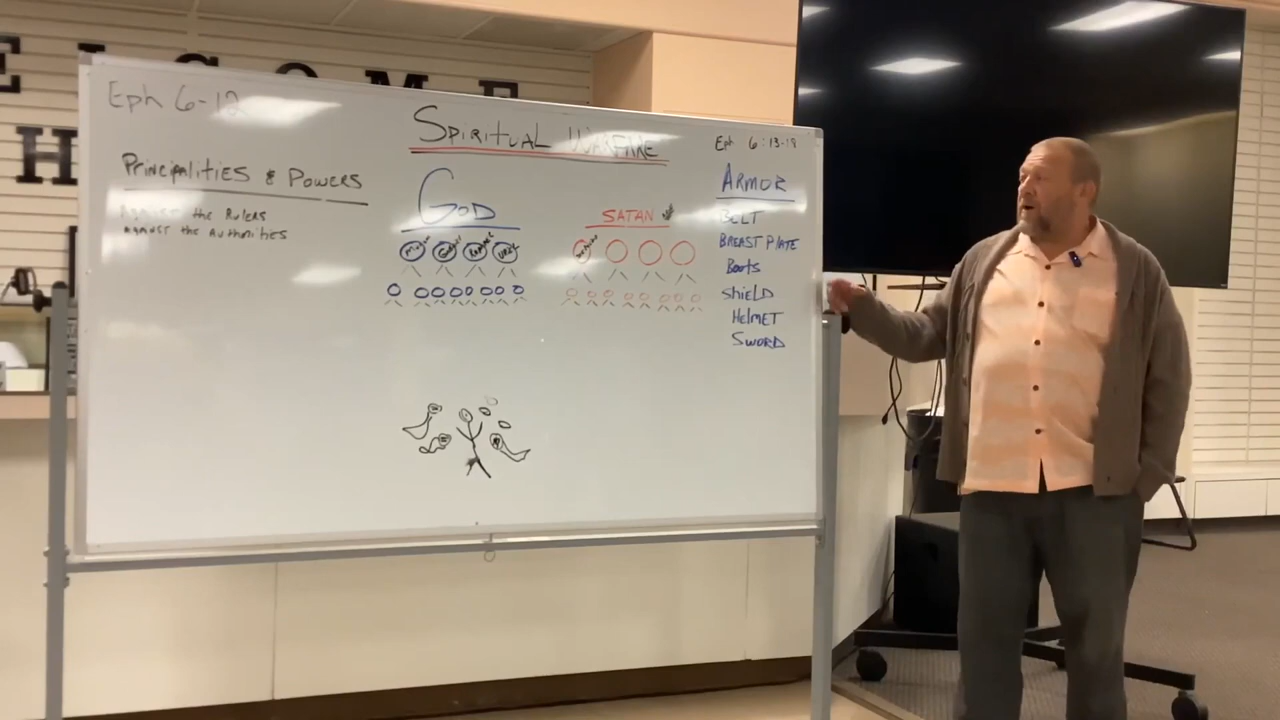 E L C O M E
H
Eph 6-12
SPIRITUAL WARFARE
Principalities & Powers
Against the Rulers
Against the Authorities
GOD
SATAN
Eph 6:13-18
ARMOR
BELT
BREAST PLATE
Boots
SHIELD
HELMET
SWORD